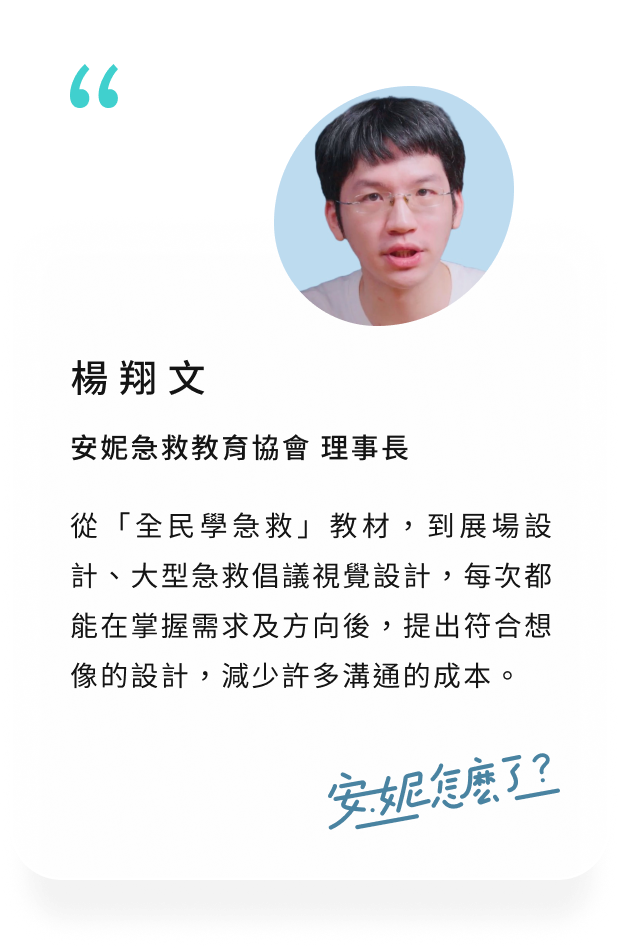 “
楊翔文
安妮急救教育協會 理事長
從「全民學急救」教材，到展場設
計、大型急救倡議視覺設計，每次都
能在掌握需求及方向後，提出符合想
像的設計，減少許多溝通的成本。
安妮怎麼了?